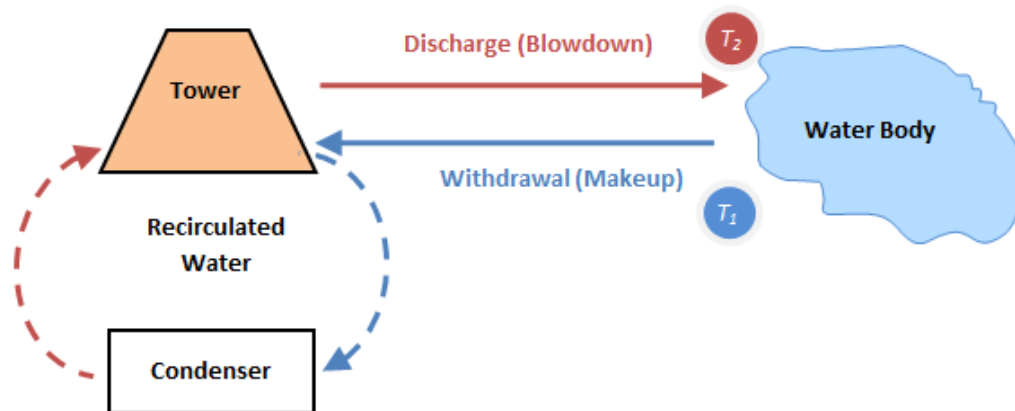 Discharge (Blowdown)
T2
Tower
Water Body
Withdrawal (Makeup)
T1
Recirculated
Water
Condenser